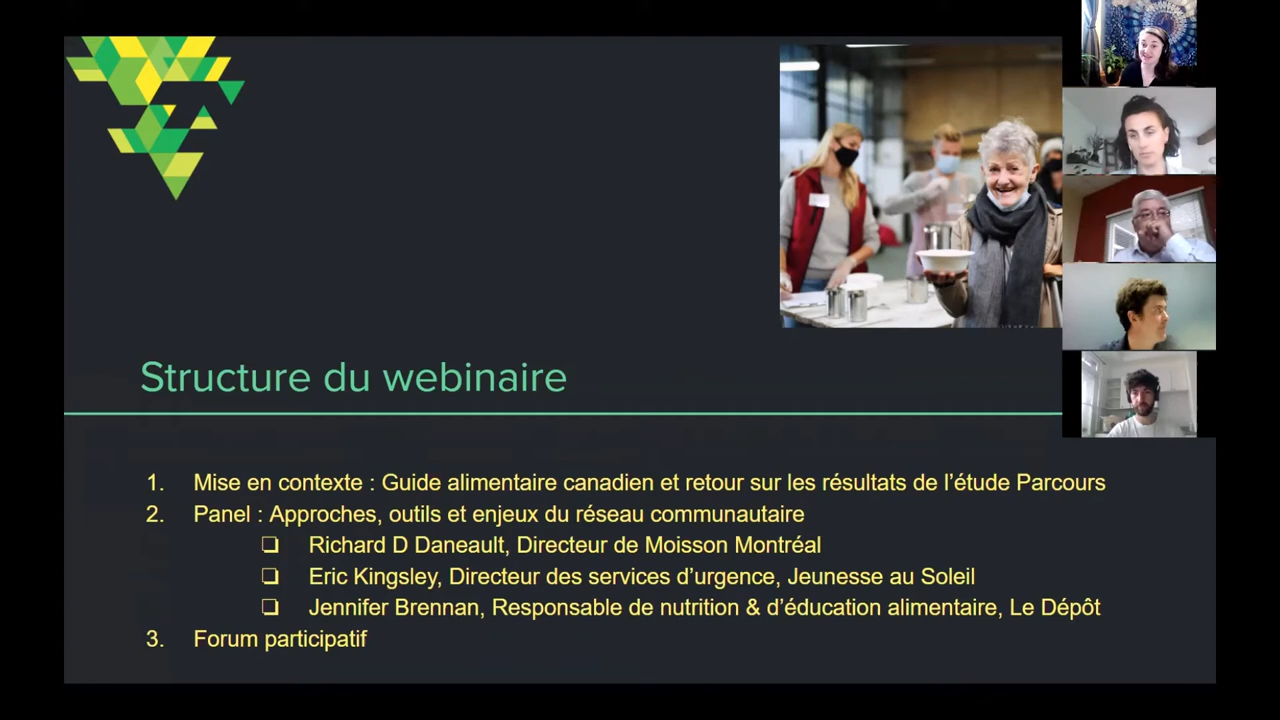 Structure du webinaire
1. Mise en contexte : Guide alimentaire canadien et retour sur les résultats de l’étude Parcours
2. Panel : Approches, outils et enjeux du réseau communautaire
❏ Richard D Daneault, Directeur de Moisson Montréal
❏ Eric Kingsley, Directeur des services d’urgence, Jeunesse au Soleil
❏ Jennifer Brennan, Responsable de nutrition & d’éducation alimentaire, Le Dépôt
3. Forum participatif